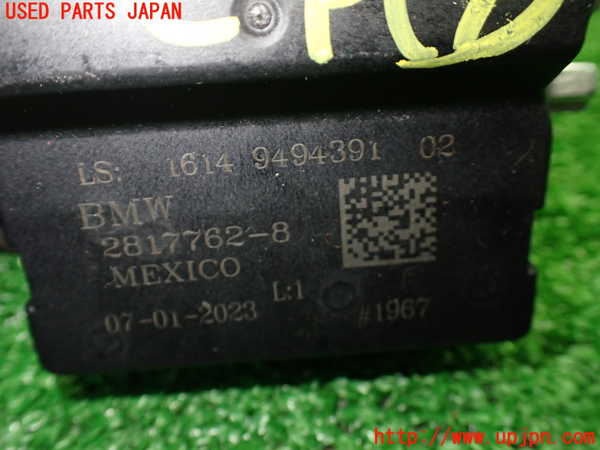 USED PARTS JAPAN
LS: 1614 9494391 02
BMW
2817762-8
MEXICO
L:1
07-01-2023 #1967
http://www.upjpn.com